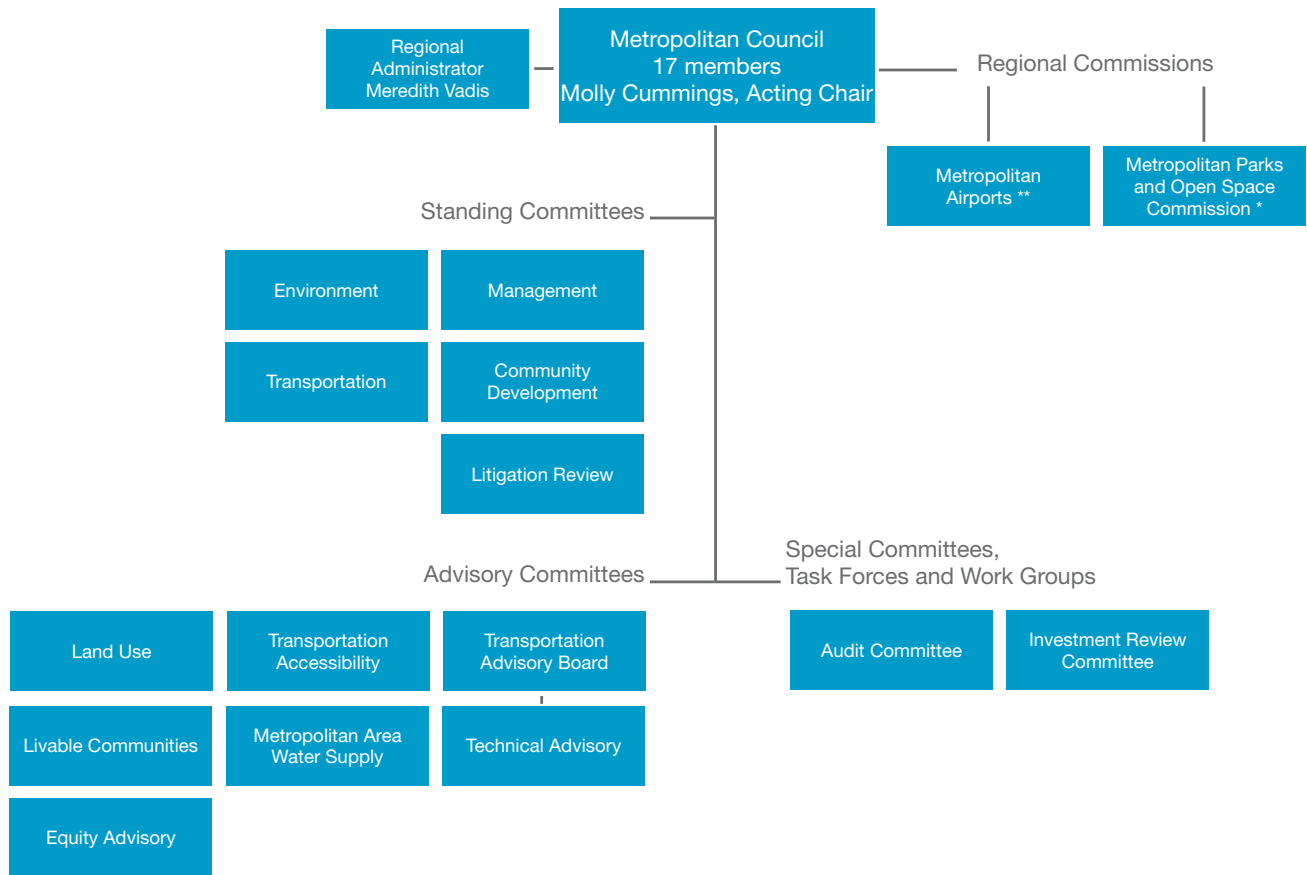 Regional
Administrator
Meredith Vadis
Metropolitan Council
17 members
Molly Cummings, Acting Chair
Regional Commissions
Metropolitan
Airports **
Metropolitan Parks
and Open Space
Commission *
Standing Committees
Environment
Management
Transportation
Community
Development
Litigation Review
Advisory Committees
Special Committees,
Task Forces and Work Groups
Land Use
Transportation
Accessibility
Transportation
Advisory Board
Audit Committee
Investment Review
Committee
Livable Communities
Metropolitan Area
Water Supply
Technical Advisory
Equity Advisory